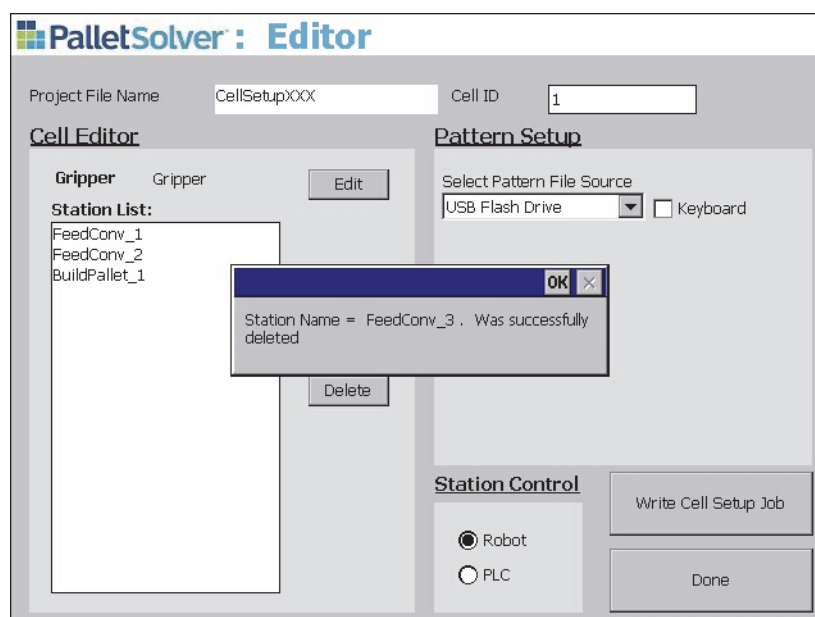 PalletSolver™: Editor
Project File Name CellSetupXXX Cell ID 1
Cell Editor
Gripper Gripper Edit
Station List:
FeedConv_1
FeedConv_2
BuildPallet_1
Delete
Pattern Setup
Select Pattern File Source
USB Flash Drive Keyboard
OK
Station Name = FeedConv_3 . Was successfully
deleted
Station Control
Robot
PLC
Write Cell Setup Job
Done